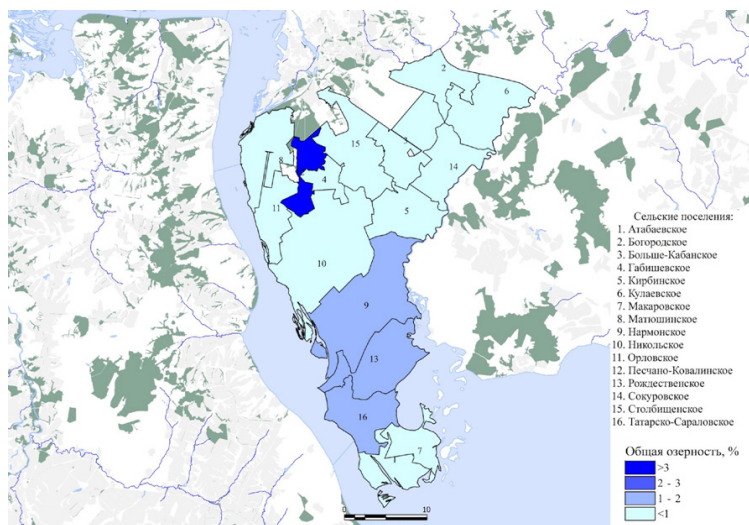 2
6
15
8
14
4
11
5
10
9
13
16
7
Сельские поселения:
1. Атабаевское
2. Богородское
3. Больше-Кабанское
4. Габишевское
5. Кирбинское
6. Кулаевское
7. Макаровское
8. Матюшинское
9. Нармонское
10. Никольское
11. Орловское
12. Песчано-Ковалинское
13. Рождественское
14. Сокуровское
15. Столбищенское
16. Татарско-Сараловское
Общая озерность, %
>3
2 - 3
1 - 2
<1
0
10